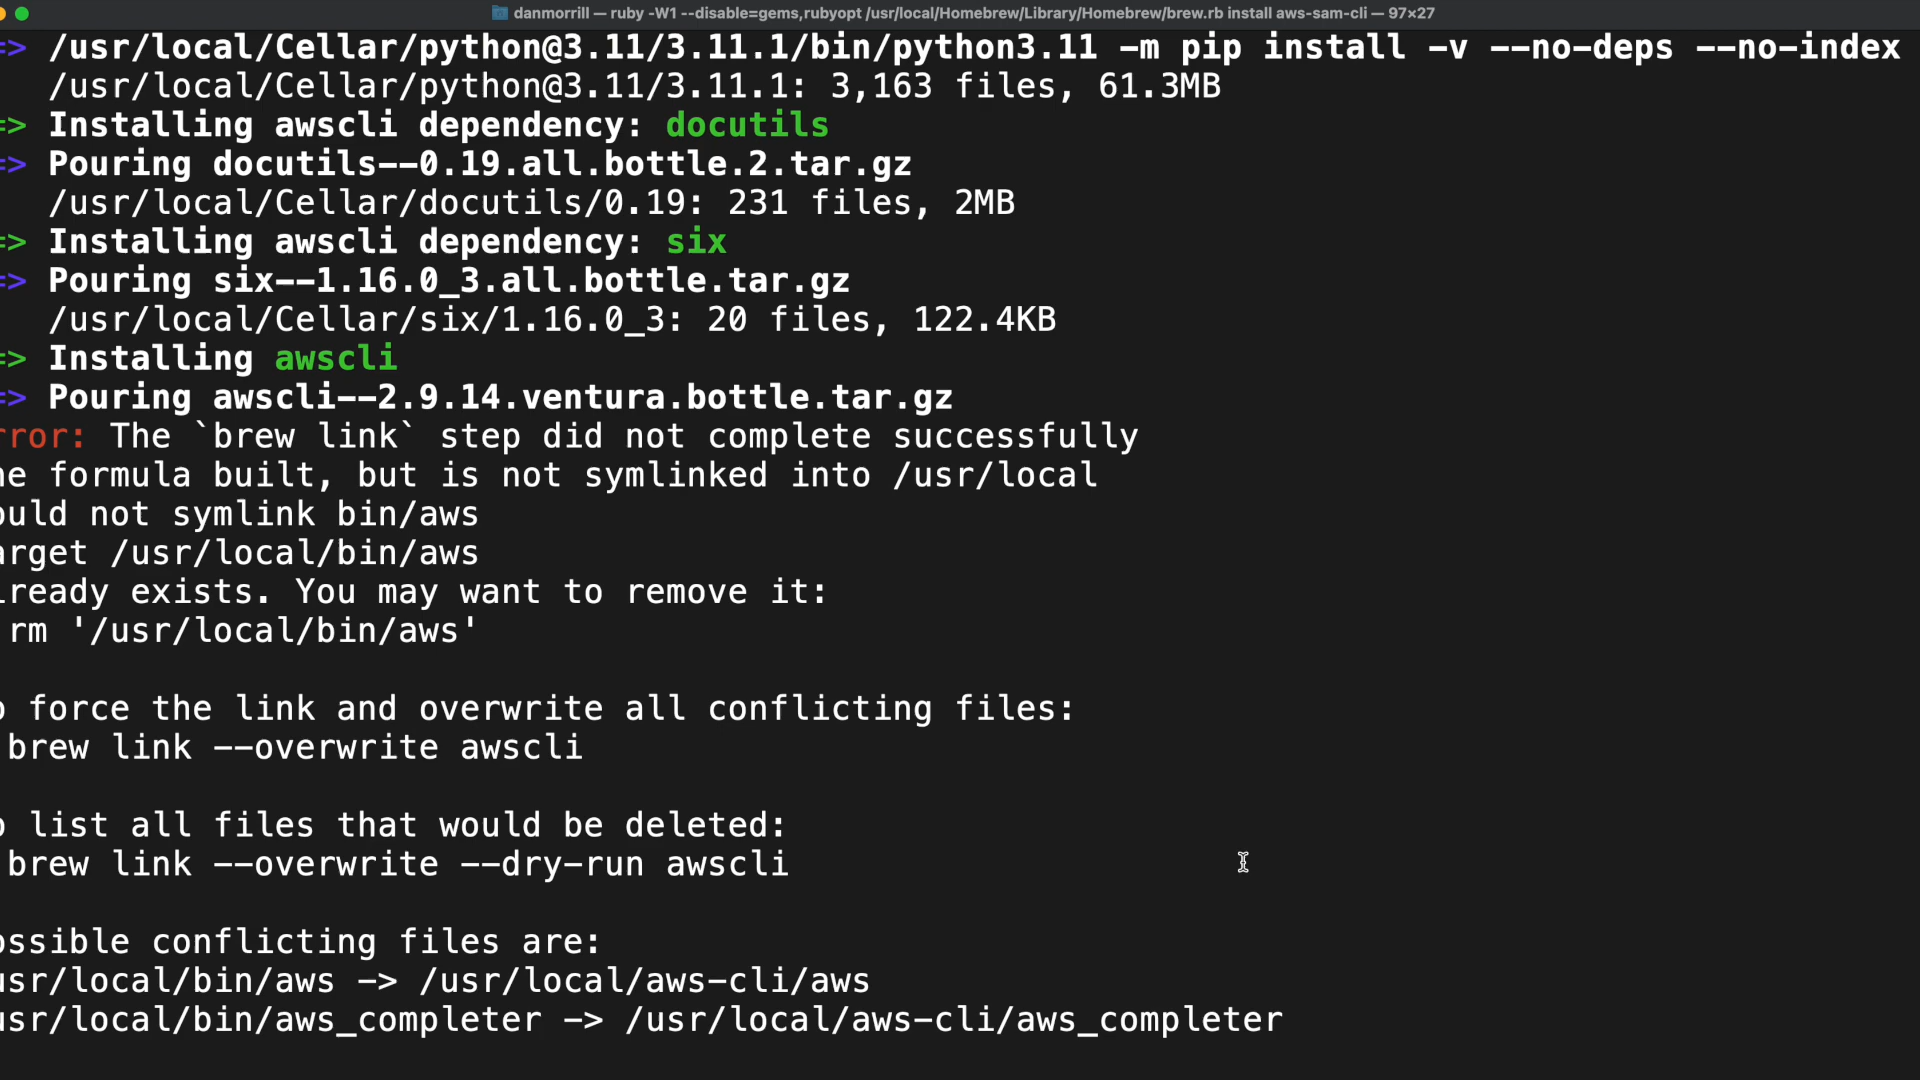 danmorrill — ruby -W1 --disable=gems,rubyopt /usr/local/Homebrew/Library/Homebrew/brew.rb install aws-sam-cli — 97×27
=> /usr/local/Cellar/python@3.11/3.11.1/bin/python3.11 -m pip install -v --no-deps --no-index
/usr/local/Cellar/python@3.11/3.11.1: 3,163 files, 61.3MB
=> Installing awscli dependency: docutils
=> Pouring docutils--0.19.all.bottle.2.tar.gz
/usr/local/Cellar/docutils/0.19: 231 files, 2MB
=> Installing awscli dependency: six
=> Pouring six--1.16.0_3.all.bottle.tar.gz
/usr/local/Cellar/six/1.16.0_3: 20 files, 122.4KB
=> Installing awscli
=> Pouring awscli--2.9.14.ventura.bottle.tar.gz
rror: The `brew link` step did not complete successfully
he formula built, but is not symlinked into /usr/local
ould not symlink bin/aws
arget /usr/local/bin/aws
lready exists. You may want to remove it:
rm '/usr/local/bin/aws'
o force the link and overwrite all conflicting files:
brew link --overwrite awscli
o list all files that would be deleted:
brew link --overwrite --dry-run awscli
ossible conflicting files are:
usr/local/bin/aws -> /usr/local/aws-cli/aws
usr/local/bin/aws_completer -> /usr/local/aws-cli/aws_completer